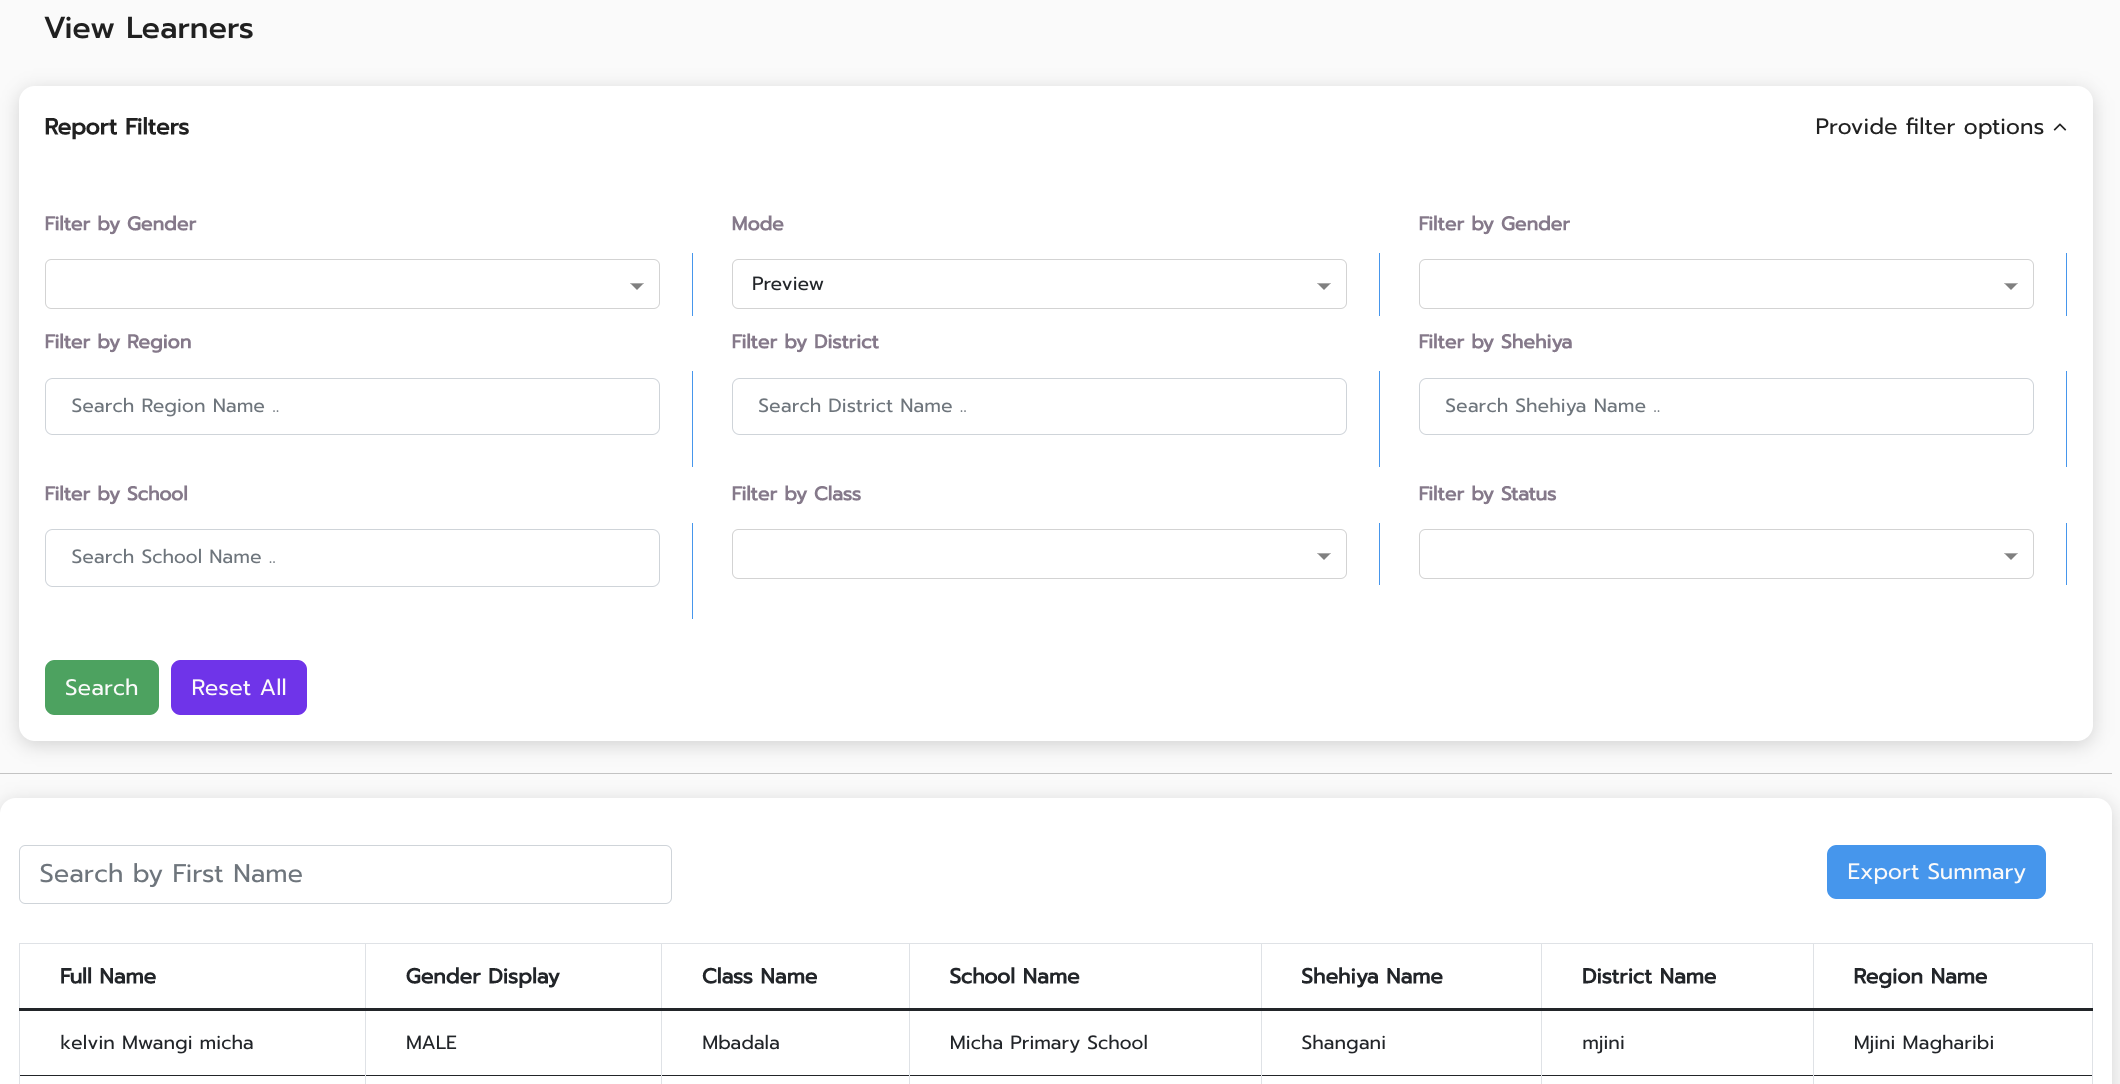 View Learners
Report Filters
Provide filter options
Filter by Gender
Mode
Filter by Gender
Preview
Filter by Region
Filter by District
Filter by Shehiya
Search Region Name ..
Search District Name ..
Search Shehiya Name ..
Filter by School
Filter by Class
Filter by Status
Search School Name ..
Search
Reset All
Search by First Name
Export Summary
Full Name Gender Display Class Name School Name Shehiya Name District Name Region Name
kelvin Mwangi micha MALE Mbadala Micha Primary School Shangani mjini Mjini Magharibi